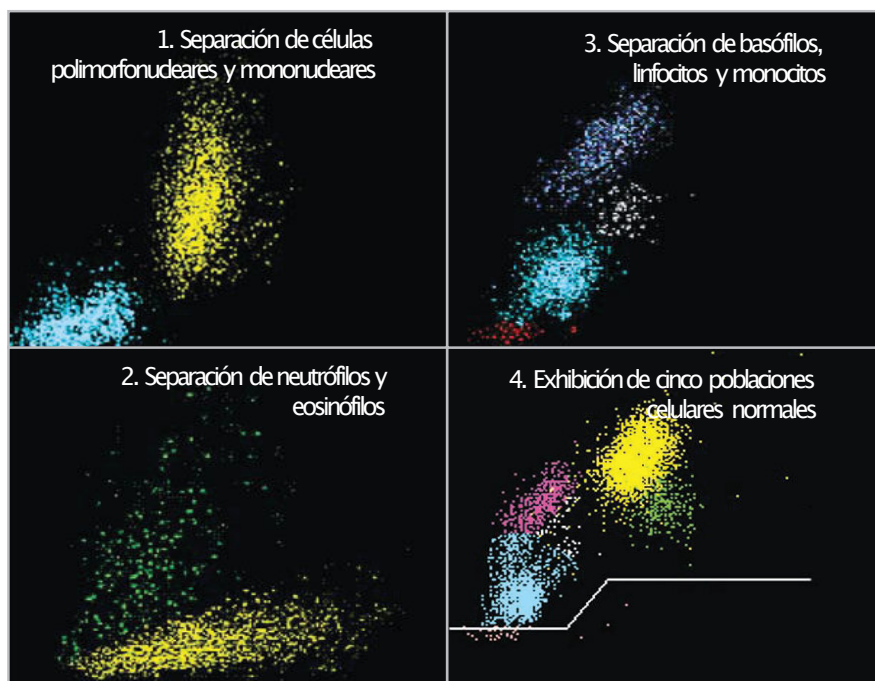 1. Separación de células
polimorfonucleares y mononucleares
2. Separación de neutrófilos y
eosinófilos
3. Separación de basófilos,
linfocitos y monocitos
4. Exhibición de cinco poblaciones
celulares normales